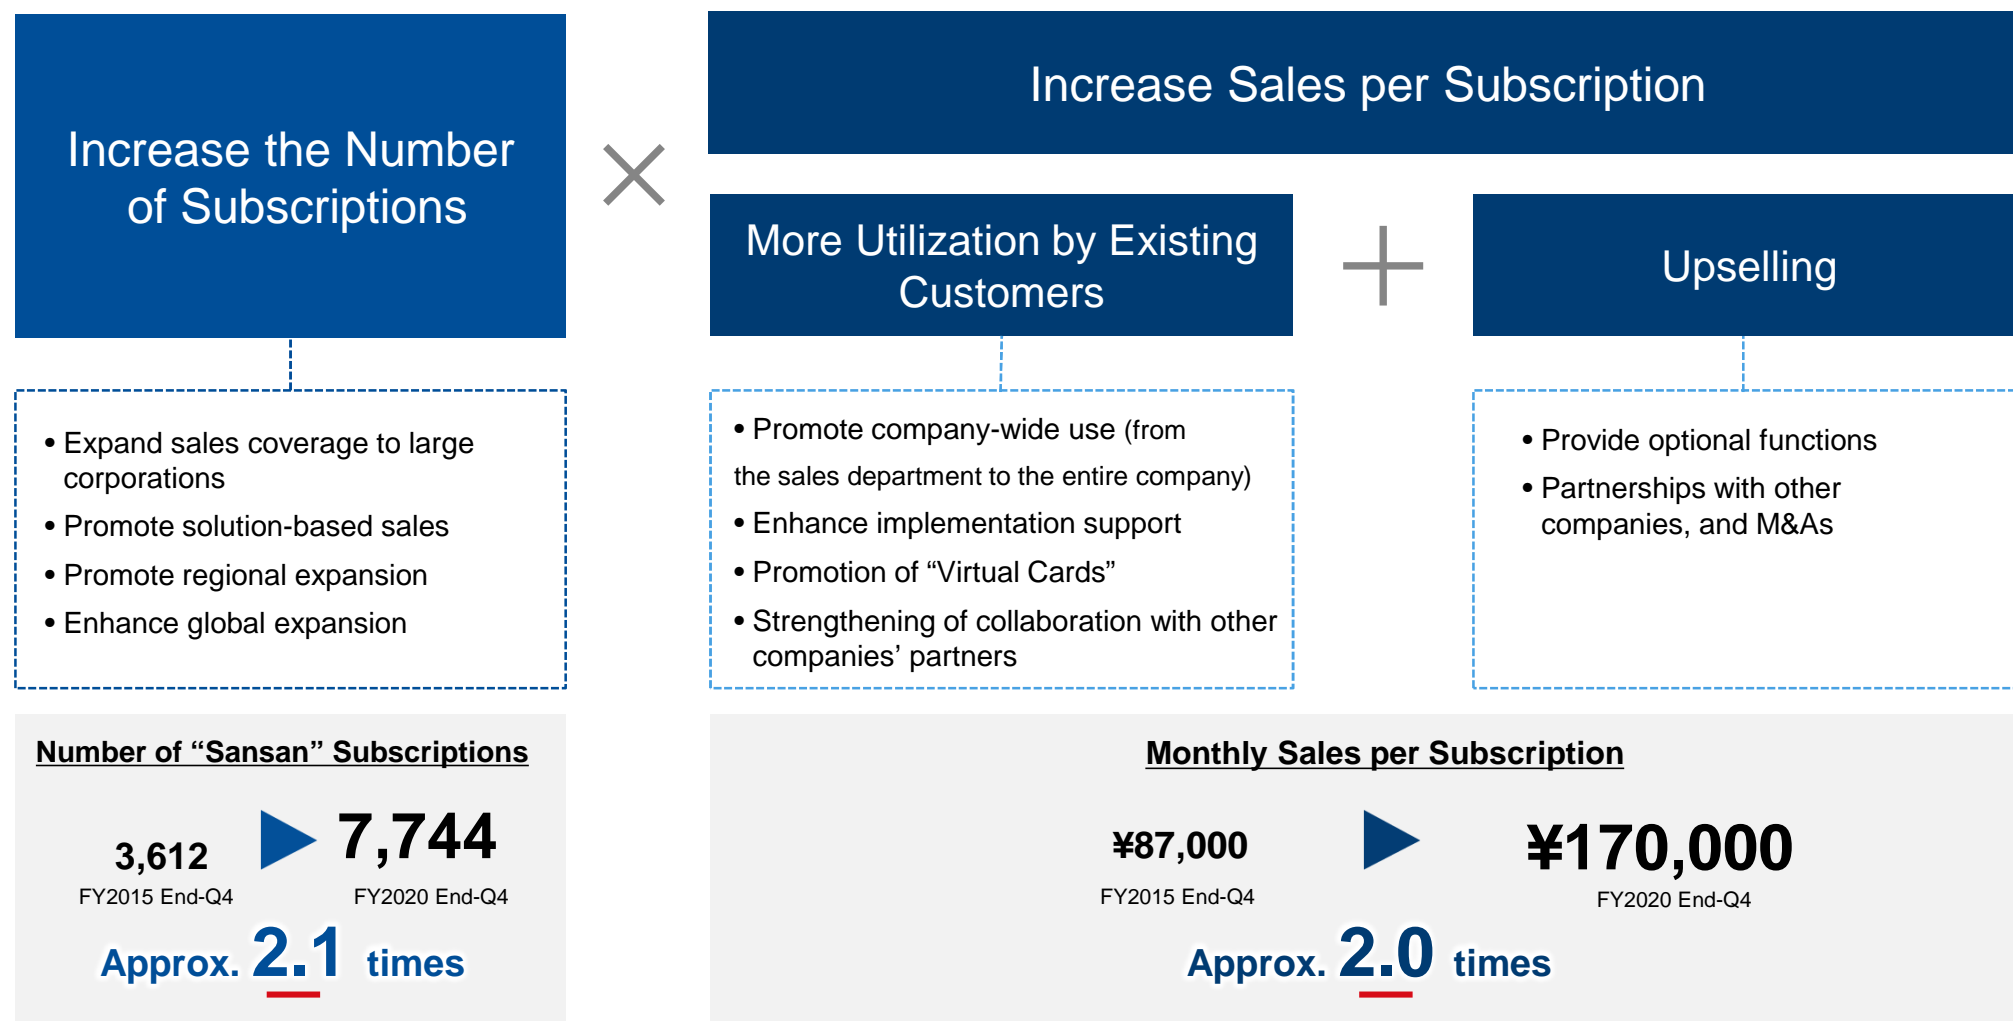 Increase the Number
of Subscriptions
×
Increase Sales per Subscription
More Utilization by Existing
Customers
+
Upselling
• Expand sales coverage to large
corporations
• Promote solution-based sales
• Promote regional expansion
• Enhance global expansion
• Promote company-wide use (from
the sales department to the entire company)
• Enhance implementation support
• Promotion of “Virtual Cards”
• Strengthening of collaboration with other
companies’ partners
• Provide optional functions
• Partnerships with other
companies, and M&As
Number of “Sansan” Subscriptions
3,612
FY2015 End-Q4
7,744
FY2020 End-Q4
Approx. 2.1 times
Monthly Sales per Subscription
¥87,000
FY2015 End-Q4
¥170,000
FY2020 End-Q4
Approx. 2.0 times